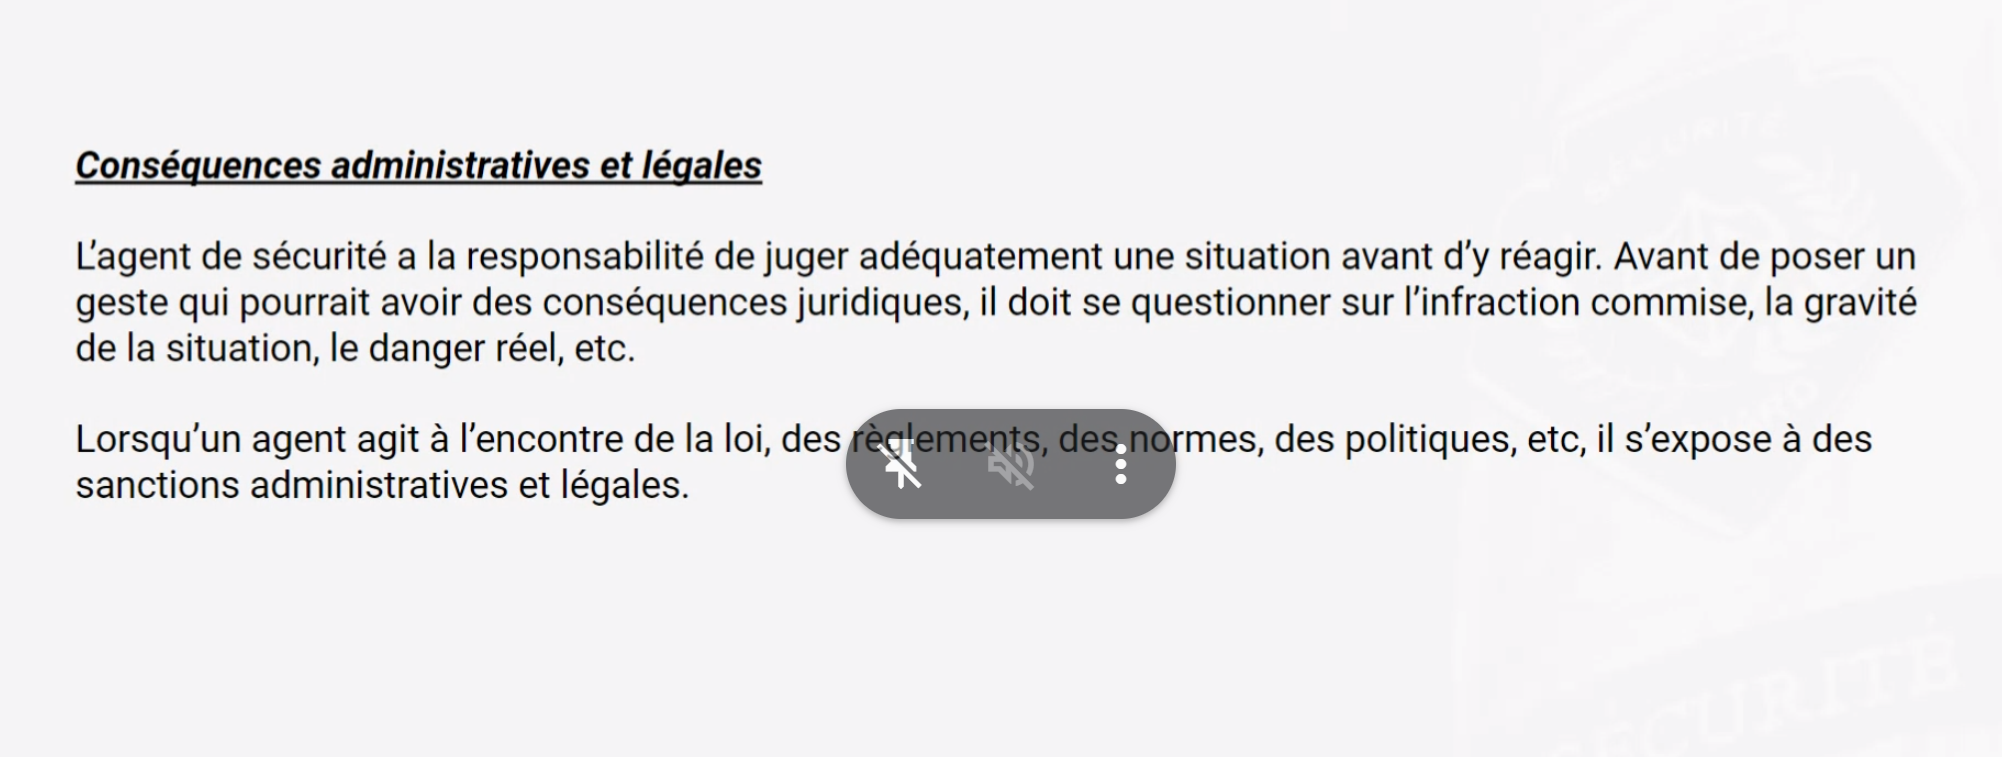 Conséquences administratives et légales
L’agent de sécurité a la responsabilité de juger adéquatement une situation avant d’y réagir. Avant de poser un
geste qui pourrait avoir des conséquences juridiques, il doit se questionner sur l’infraction commise, la gravité
de la situation, le danger réel, etc.
Lorsqu’un agent agit à l’encontre de la loi, des règlements, des normes, des politiques, etc, il s’expose à des
sanctions administratives et légales.
SÉCURITÉ
SÉCURITÉ